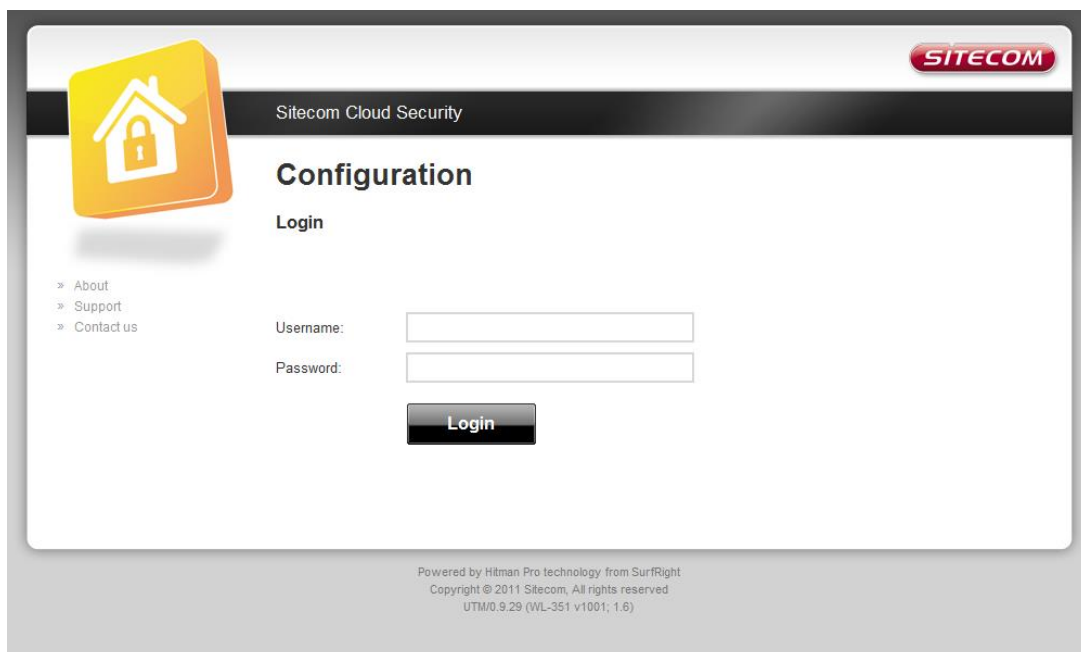 SITECOM
Sitecom Cloud Security
Configuration
Login
» About
» Support
» Contact us
Username:
Password:
Login
Powered by Hitman Pro technology from SurfRight
Copyright © 2011 Sitecom, All rights reserved
UTM/0.9.29 (WL-351 v1001; 1.6)